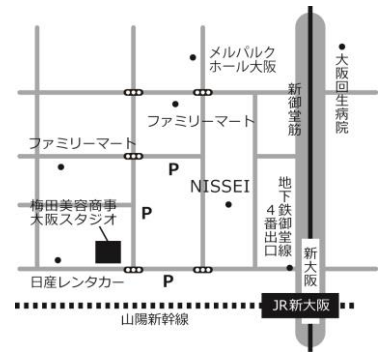 メルパルク
ホール大阪
大阪回生病院
新御堂筋
ファミリーマート
ファミリーマート
P
NISSEI
地下鉄御堂線
4番出口
梅田美容商事
大阪スタジオ
P
新大阪
日産レンタカー
P
JR新大阪
山陽新幹線